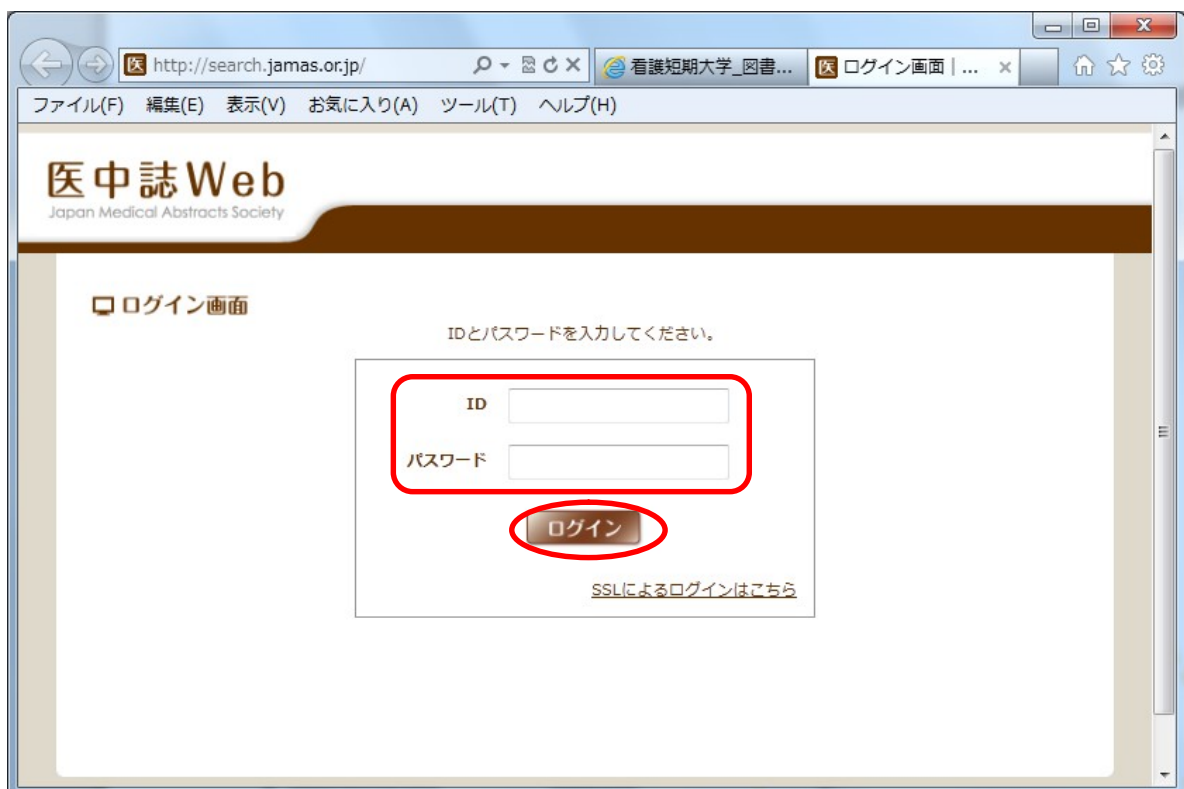 http://search.jamas.or.jp/
看護短期大学_図書...
ログイン画面 | ...
ファイル(F) 編集(E) 表示(V) お気に入り(A) ツール(T) ヘルプ(H)
医中誌Web
Japan Medical Abstracts Society
ログイン画面
IDとパスワードを入力してください。
ID
パスワード
ログイン
SSLによるログインはこちら